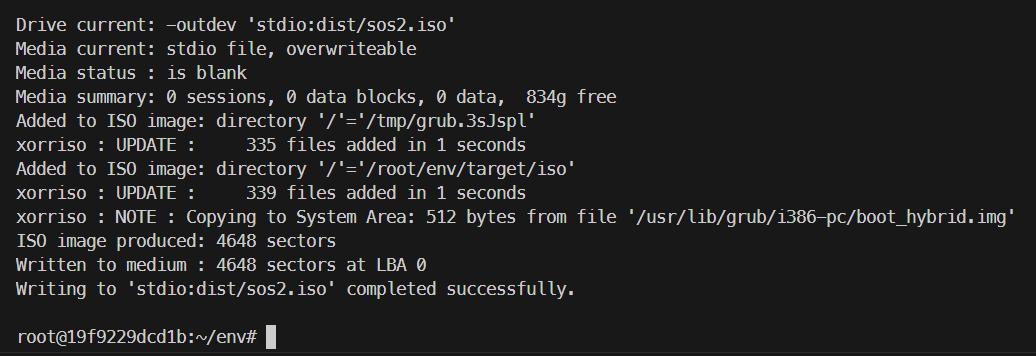 Drive current: -outdev 'stdio:dist/sos2.iso'
Media current: stdio file, overwriteable
Media status : is blank
Media summary: 0 sessions, 0 data blocks, 0 data,  834g free
Added to ISO image: directory '/'='/tmp/grub.3sJspl'
xorriso : UPDATE :     335 files added in 1 seconds
Added to ISO image: directory '/'='/root/env/target/iso'
xorriso : UPDATE :     339 files added in 1 seconds
xorriso : NOTE : Copying to System Area: 512 bytes from file '/usr/lib/grub/i386-pc/boot_hybrid.img'
ISO image produced: 4648 sectors
Written to medium : 4648 sectors at LBA 0
Writing to 'stdio:dist/sos2.iso' completed successfully.
root@19f9229dcd1b:~/env#